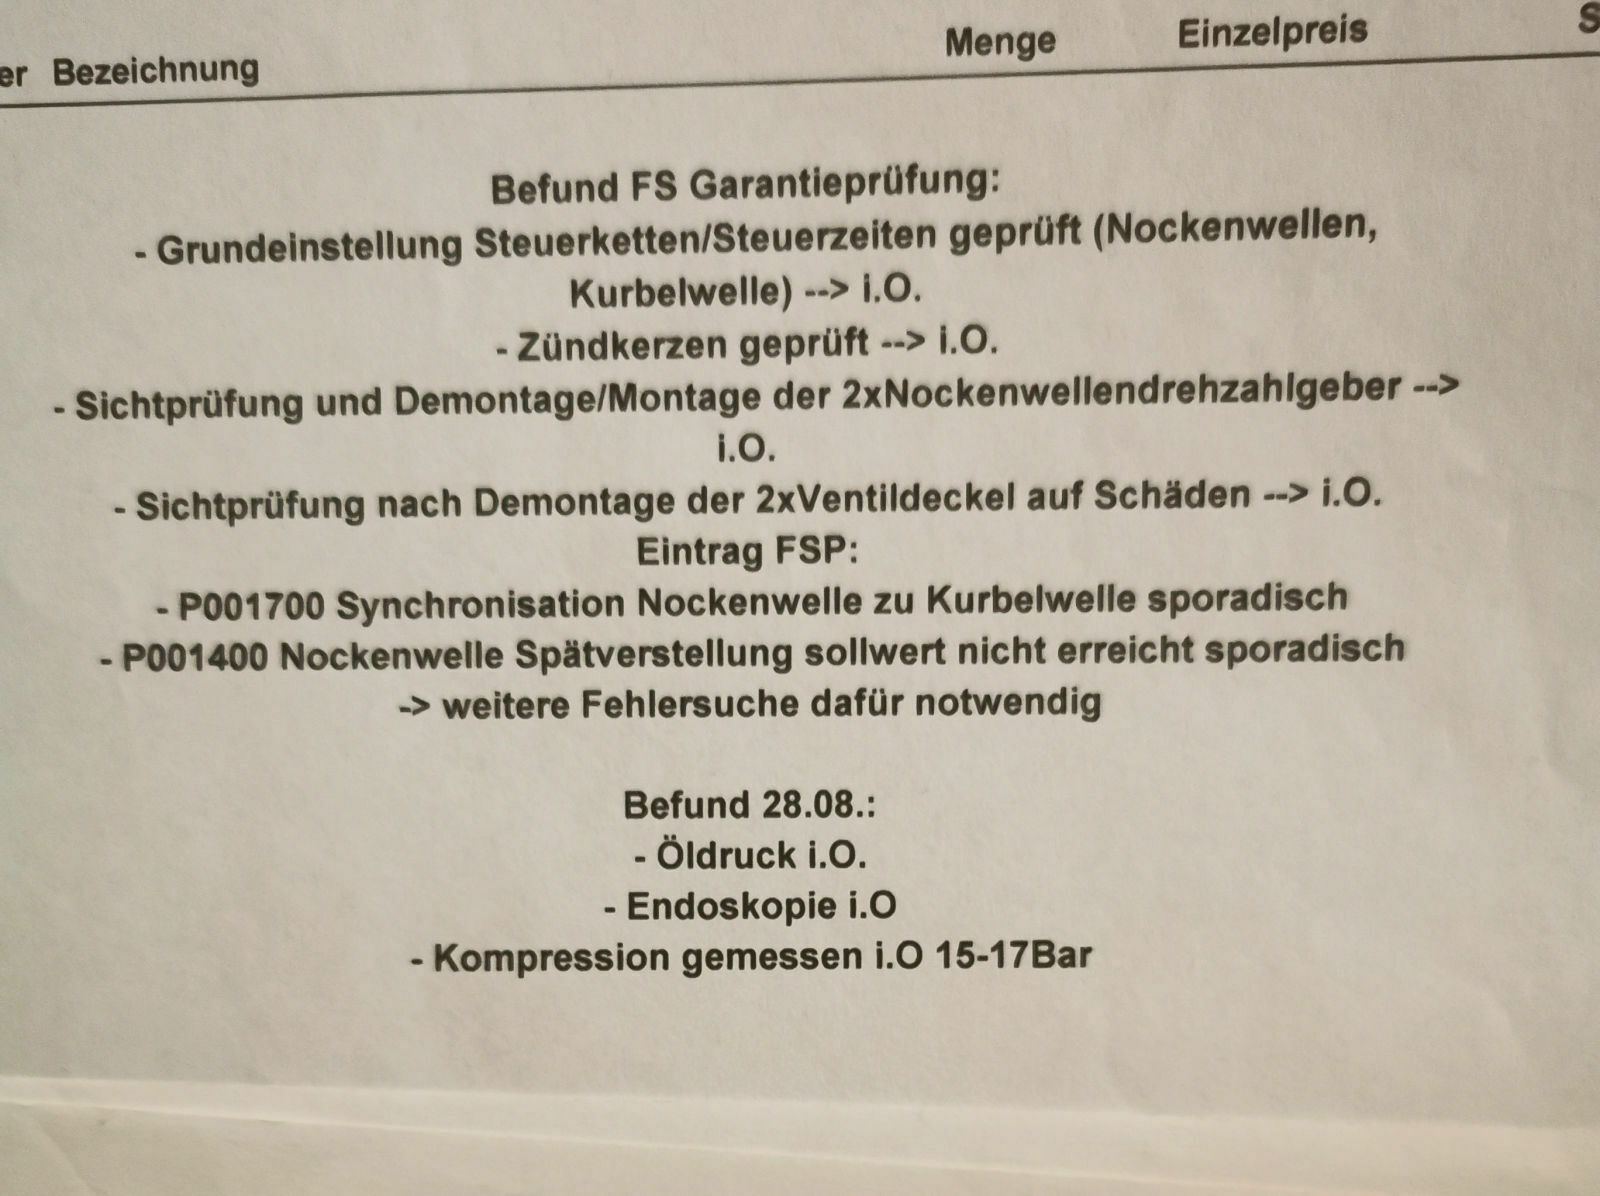 er Bezeichnung Menge Einzelpreis
Befund FS Garantieprüfung:
- Grundeinstellung Steuerketten/Steuerzeiten geprüft (Nockenwellen,
Kurbelwelle) --> i.O.
- Zündkerzen geprüft --> i.O.
- Sichtprüfung und Demontage/Montage der 2xNockenwellendrehzahlgeber -->
i.O.
- Sichtprüfung nach Demontage der 2xVentildeckel auf Schäden --> i.O.
Eintrag FSP:
- P001700 Synchronisation Nockenwelle zu Kurbelwelle sporadisch
- P001400 Nockenwelle Spätverstellung sollwert nicht erreicht sporadisch
-> weitere Fehlersuche dafür notwendig
Befund 28.08.:
- Öldruck i.O.
- Endoskopie i.O
- Kompression gemessen i.O 15-17Bar